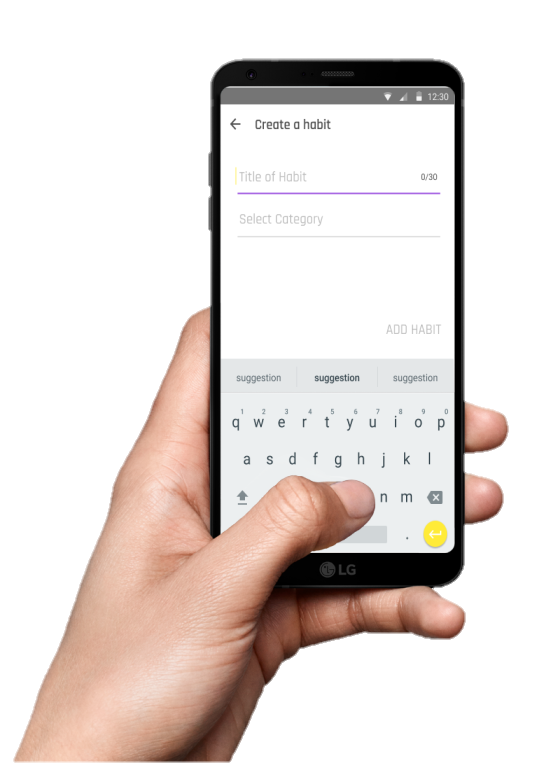 12:30
Create a habit
Title of Habit 0/30
Select Category
ADD HABIT
suggestion suggestion suggestion
1 2 3 4 5 6 7 8 9 0
q w e r t y u i o p
a s d f g h j k l
n m
.
LG